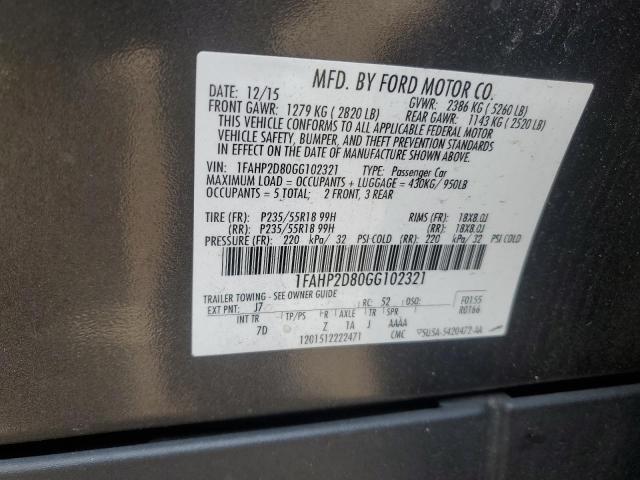 MFD. BY FORD MOTOR CO.
DATE: 12/15 GVWR: 2386 KG ( 5260 LB)
FRONT GAWR: 1279 KG ( 2820 LB) REAR GAWR: 1143 KG ( 2520 LB)
THIS VEHICLE CONFORMS TO ALL APPLICABLE FEDERAL MOTOR
VEHICLE SAFETY, BUMPER, AND THEFT PREVENTION STANDARDS
IN EFFECT ON THE DATE OF MANUFACTURE SHOWN ABOVE.
VIN: 1FAHP2D80GG102321 TYPE: Passenger Car
MAXIMUM LOAD = OCCUPANTS + LUGGAGE = 430KG/ 950LB
OCCUPANTS = 5 TOTAL; 2 FRONT, 3 REAR
TIRE (FR): P235/55R18 99H RIMS (FR): 18X8.0J
(RR): P235/55R18 99H (RR): 18X8.0J
PRESSURE (FR): 220 kPa/ 32 PSI COLD (RR): 220 kPa/ 32 PSI COLD
1FAHP2D80GG102321
TRAILER TOWING - SEE OWNER GUIDE
EXT PNT: J7 RC: 52 DSO: F0155
R0166
INT TR TP/PS R AXLE TR SPR
7D Z 1A J AAAA
1201512222471 CMC 5U5A-5420472-AA